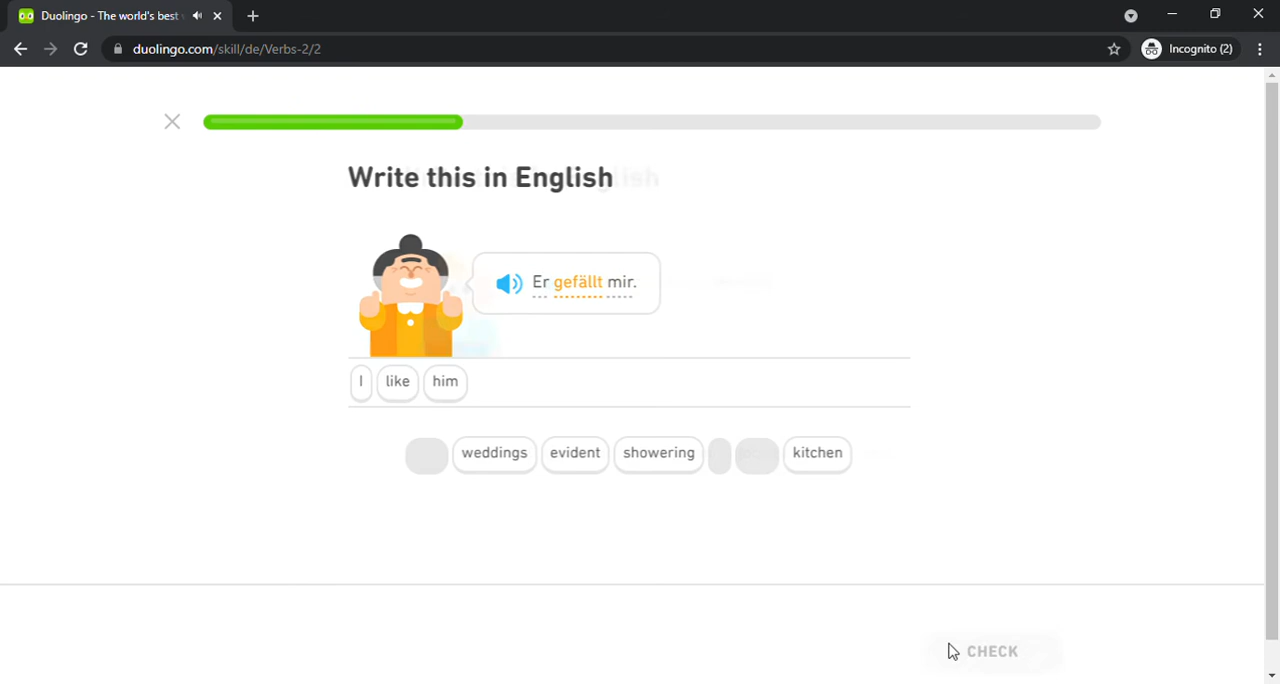 Duolingo - The world's best
duolingo.com/skill/de/Verbs-2/2
Incognito (2)
Write this in English
Er gefällt mir.
I like him
weddings evident showering kitchen
CHECK